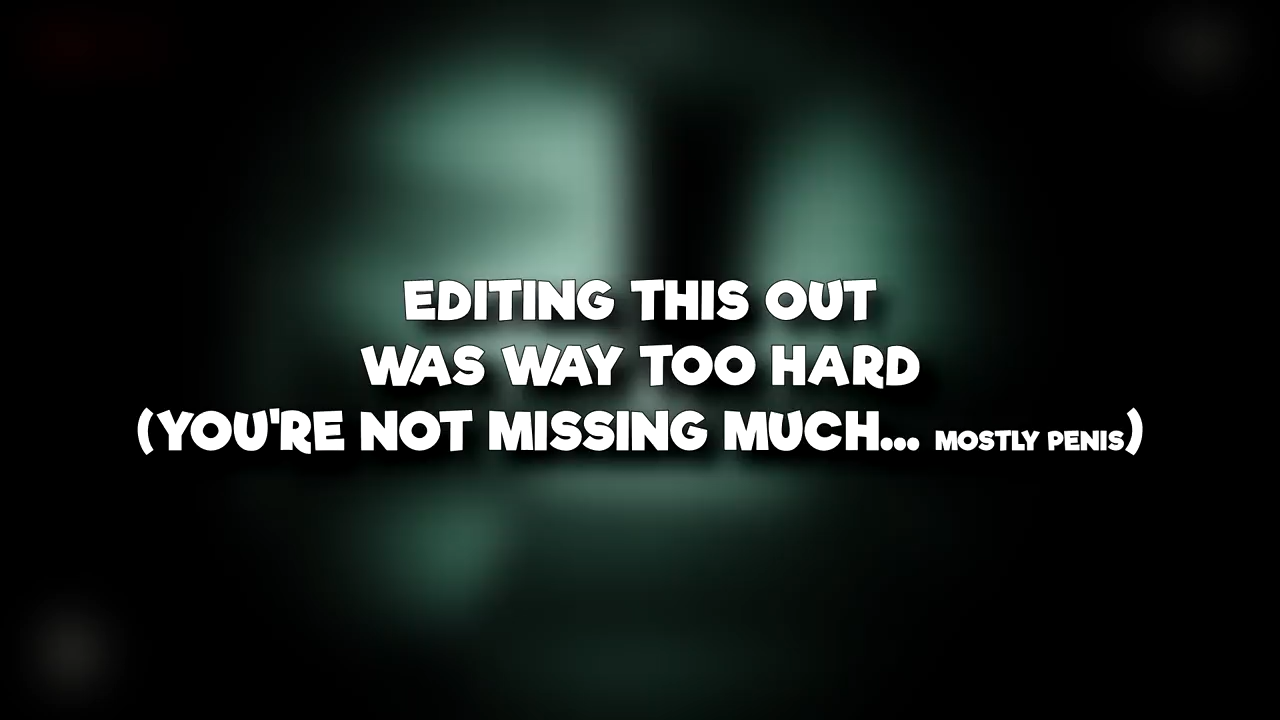 EDITING THIS OUT
WAS WAY TOO HARD
(YOU'RE NOT MISSING MUCH... MOSTLY PENIS)